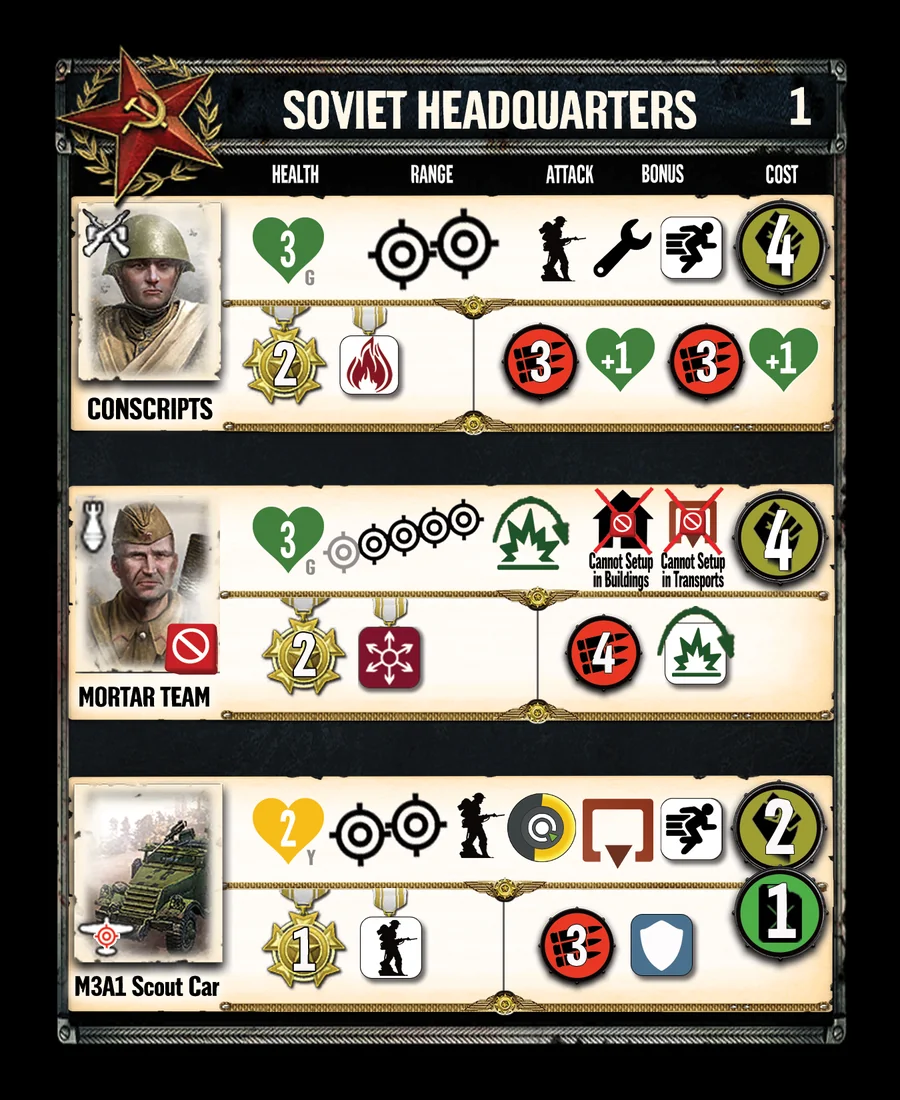 SOVIET HEADQUARTERS 1
HEALTH RANGE ATTACK BONUS COST
3 G 4
2 3 +1 3 +1
CONSCRIPTS
3 G 4
Cannot Setup in Buildings
Cannot Setup in Transports
2 4
MORTAR TEAM
2 Y 2
1
1 3
M3A1 Scout Car